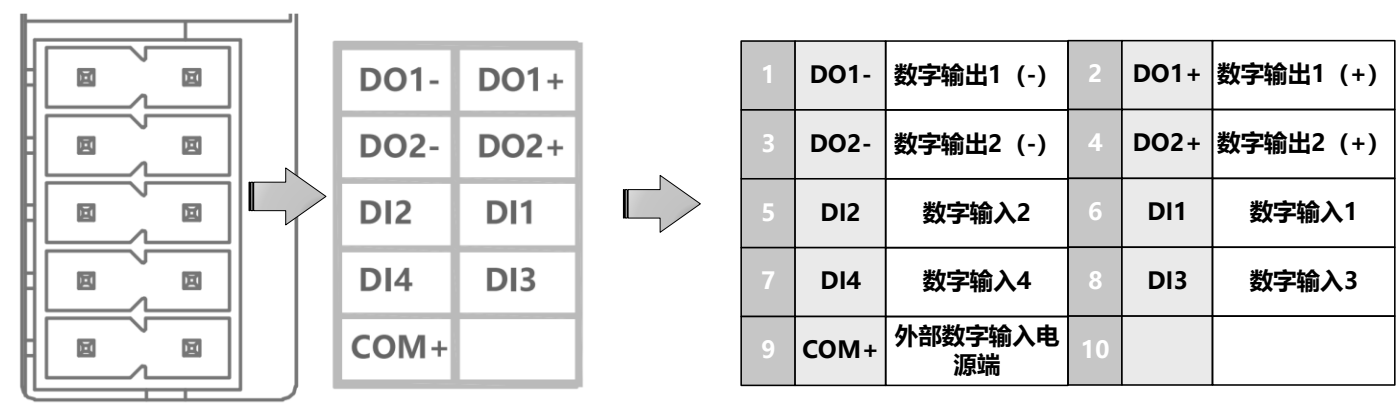 DO1- DO1+
DO2- DO2+
DI2 DI1
DI4 DI3
COM+
1 DO1- 数字输出1（-） 2 DO1+ 数字输出1（+）
3 DO2- 数字输出2（-） 4 DO2+ 数字输出2（+）
5 DI2 数字输入2 6 DI1 数字输入1
7 DI4 数字输入4 8 DI3 数字输入3
9 COM+ 外部数字输入电
源端 10